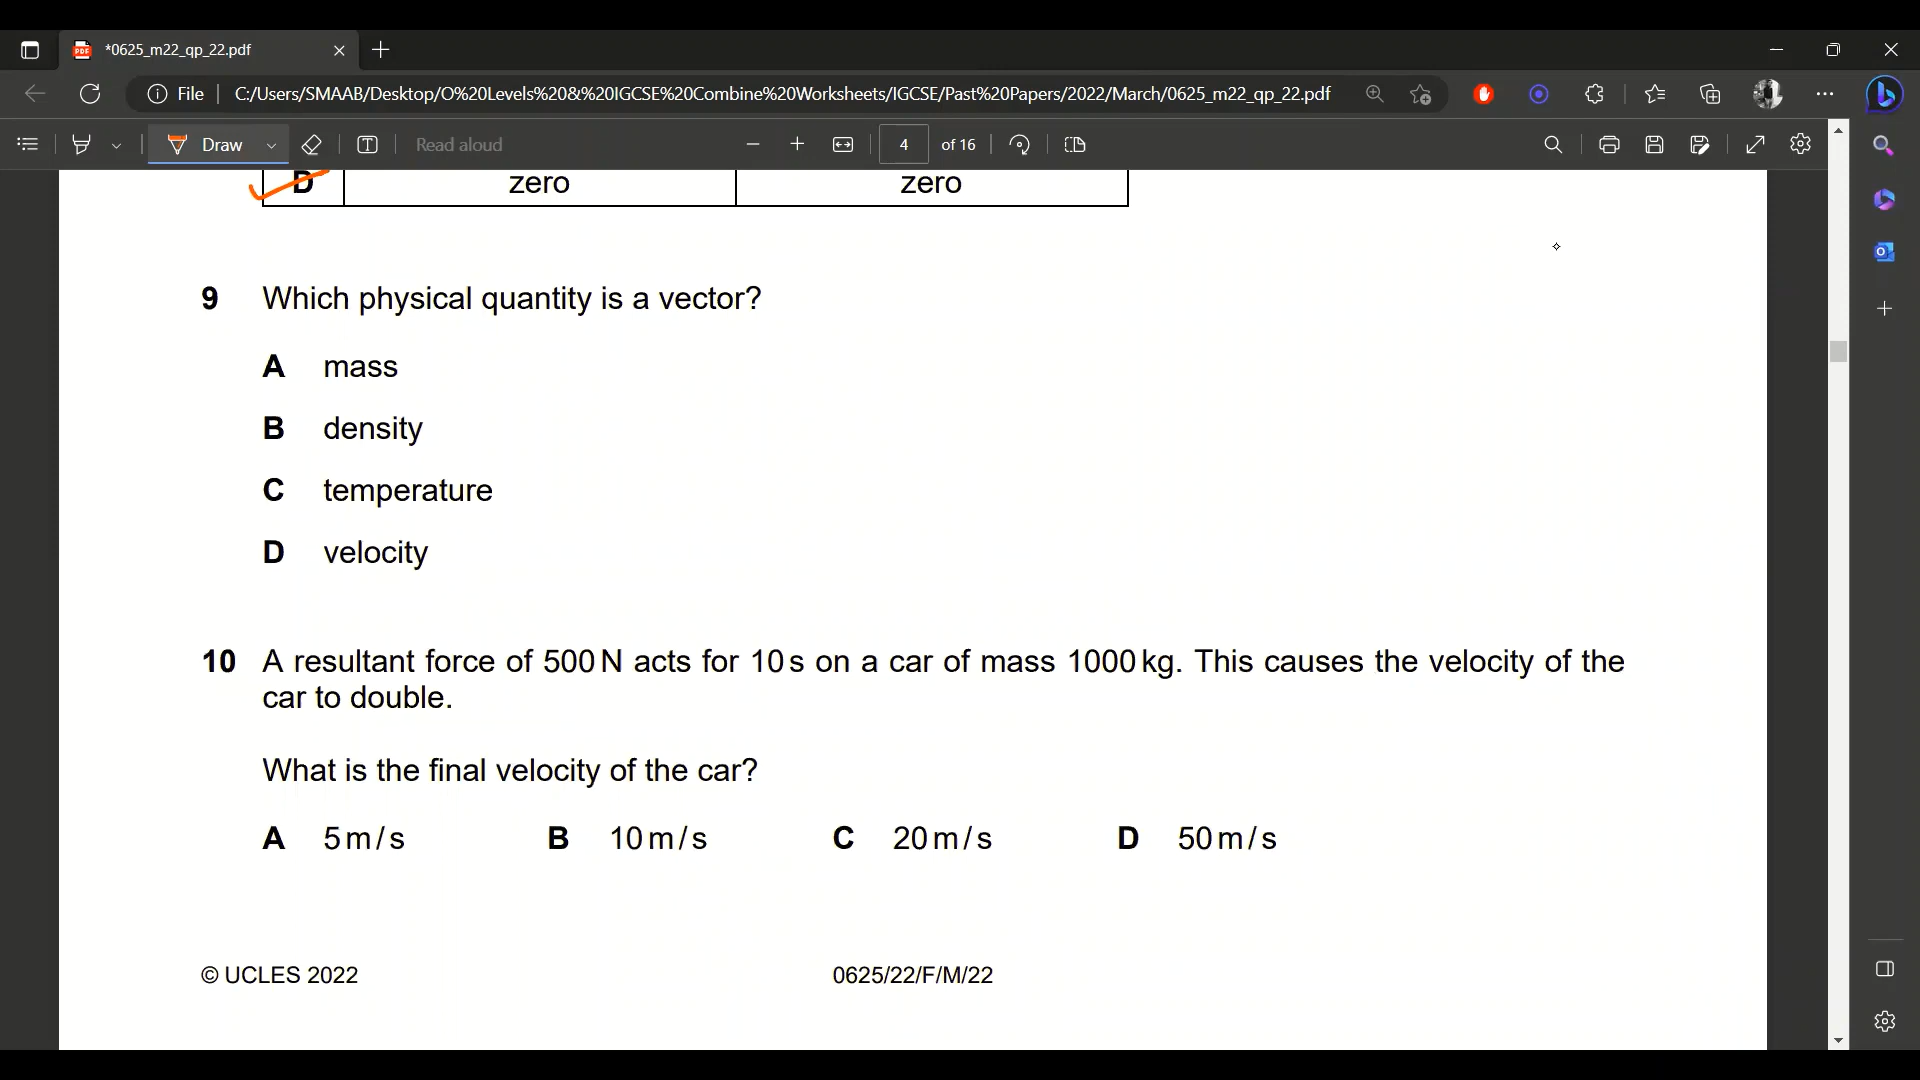 *0625_m22_qp_22.pdf
File
C:/Users/SMAAB/Desktop/O%20Levels%20&%20IGCSE%20Combine%20Worksheets/IGCSE/Past%20Papers/2022/March/0625_m22_qp_22.pdf
Draw
Read aloud
4 of 16
D zero zero
9 Which physical quantity is a vector?
A mass
B density
C temperature
D velocity
10 A resultant force of 500 N acts for 10 s on a car of mass 1000 kg. This causes the velocity of the
car to double.
What is the final velocity of the car?
A 5 m / s B 10 m / s C 20 m / s D 50 m / s
© UCLES 2022 0625/22/F/M/22